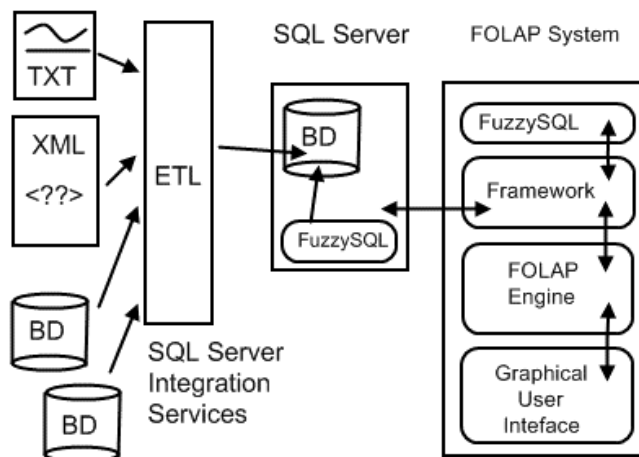 TXT
XML
<??>
BD
BD
ETL
SQL Server
Integration
Services
SQL Server
BD
FuzzySQL
FOLAP System
FuzzySQL
Framework
FOLAP
Engine
Graphical
User
Inteface